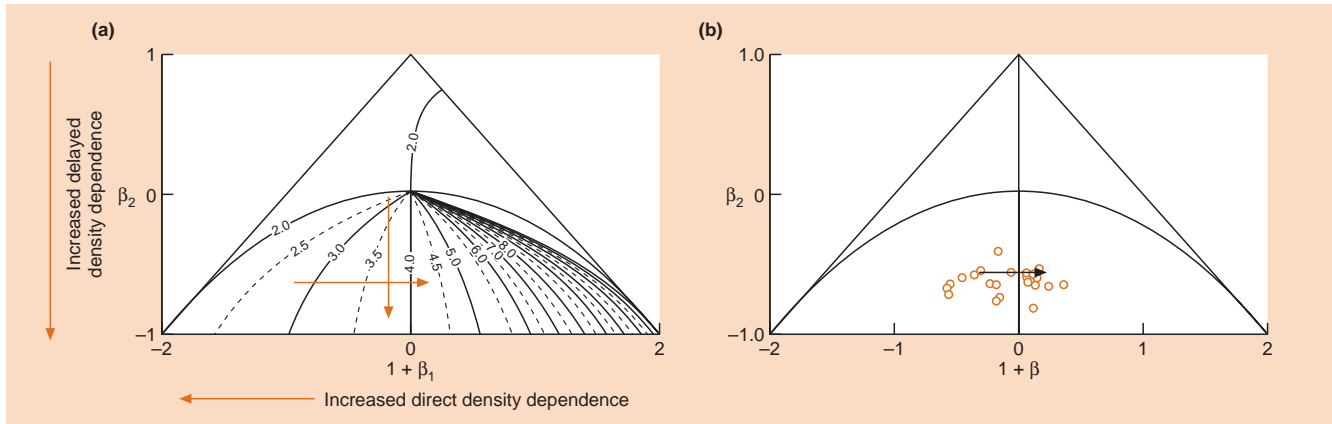 (a)
1
0
−1
β2
−2
0
2
1 + β1
Increased delayed
density dependence
Increased direct density dependence
2.0
2.0
2.5
3.0
3.5
4.0
4.5
5.0
6.0
7.0
8.0
(b)
1.0
0
−1.0
β2
−2
−1
0
1
2
1 + β